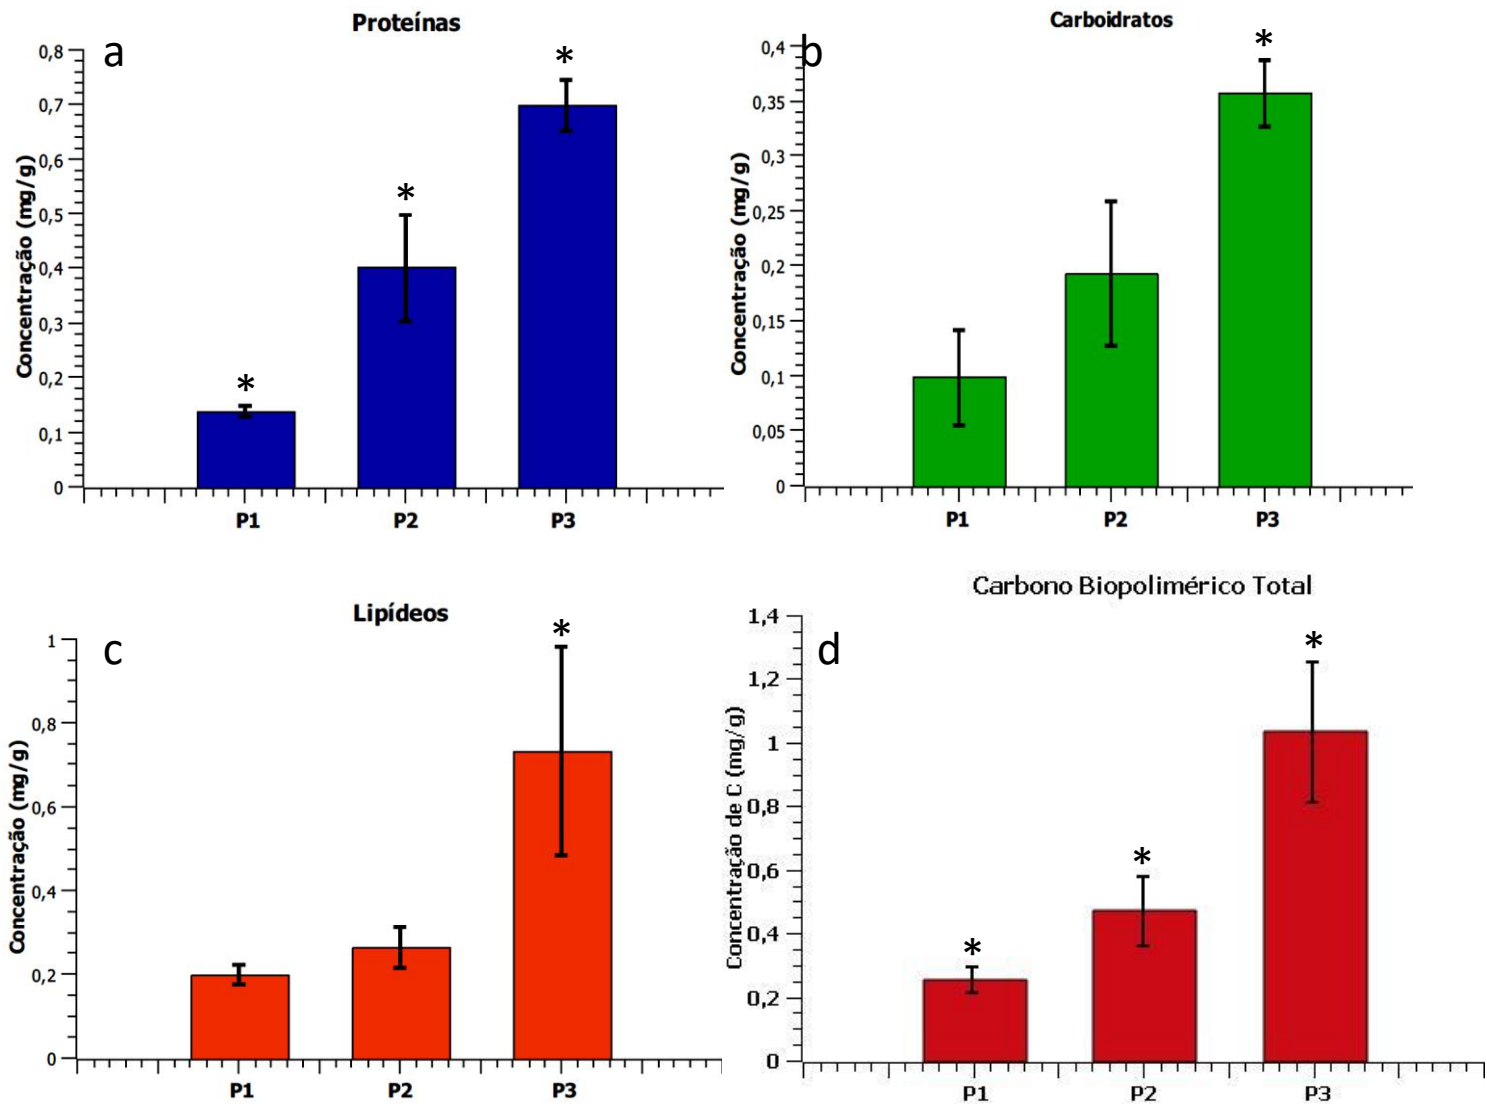 Proteínas
a
*
*
*
0,8
0,7
0,6
0,5
0,4
0,3
0,2
0,1
0
Concentração (mg/g)
P1 P2 P3
Carboidratos
b
*
0,4
0,35
0,3
0,25
0,2
0,15
0,1
0,05
0
Concentração (mg/g)
P1 P2 P3
Lipídeos
c
*
1
0,8
0,6
0,4
0,2
0
Concentração (mg/g)
P1 P2 P3
Carbono Biopolimérico Total
d
*
*
*
1,4
1,2
1
0,8
0,6
0,4
0,2
0
Concentração de C (mg/g)
P1 P2 P3